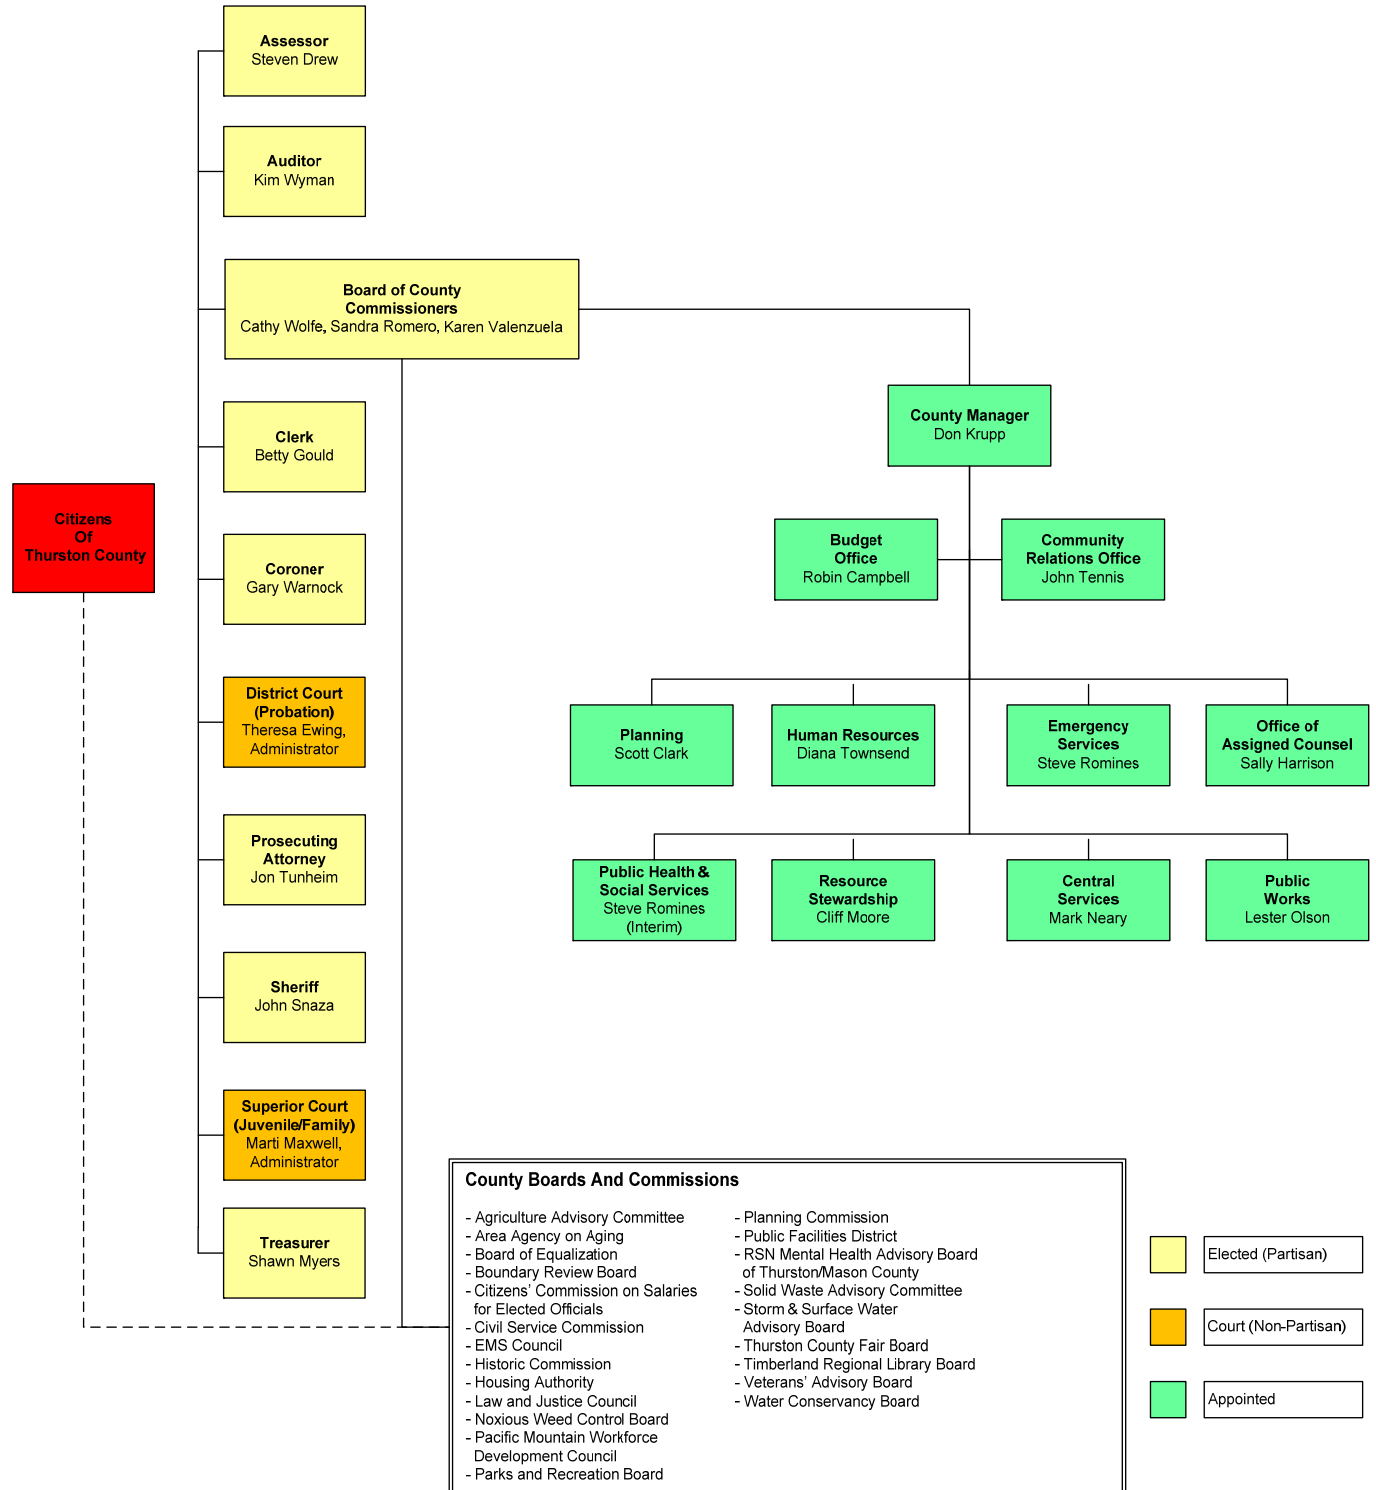 Assessor
Steven Drew
Auditor
Kim Wyman
Board of County
Commissioners
Cathy Wolfe, Sandra Romero, Karen Valenzuela
County Manager
Don Krupp
Clerk
Betty Gould
Citizens
Of
Thurston County
Budget
Office
Robin Campbell
Community
Relations Office
John Tennis
Coroner
Gary Warnock
District Court
(Probation)
Theresa Ewing,
Administrator
Planning
Scott Clark
Human Resources
Diana Townsend
Emergency
Services
Steve Romines
Office of
Assigned Counsel
Sally Harrison
Prosecuting
Attorney
Jon Tunheim
Public Health &
Social Services
Steve Romines
(Interim)
Resource
Stewardship
Cliff Moore
Central
Services
Mark Neary
Public
Works
Lester Olson
Sheriff
John Snaza
Superior Court
(Juvenile/Family)
Marti Maxwell,
Administrator
Treasurer
Shawn Myers
County Boards And Commissions
- Agriculture Advisory Committee
- Area Agency on Aging
- Board of Equalization
- Boundary Review Board
- Citizens' Commission on Salaries
for Elected Officials
- Civil Service Commission
- EMS Council
- Historic Commission
- Housing Authority
- Law and Justice Council
- Noxious Weed Control Board
- Pacific Mountain Workforce
Development Council
- Parks and Recreation Board
- Planning Commission
- Public Facilities District
- RSN Mental Health Advisory Board
of Thurston/Mason County
- Solid Waste Advisory Committee
- Storm & Surface Water
Advisory Board
- Thurston County Fair Board
- Timberland Regional Library Board
- Veterans' Advisory Board
- Water Conservancy Board
Elected (Partisan)
Court (Non-Partisan)
Appointed